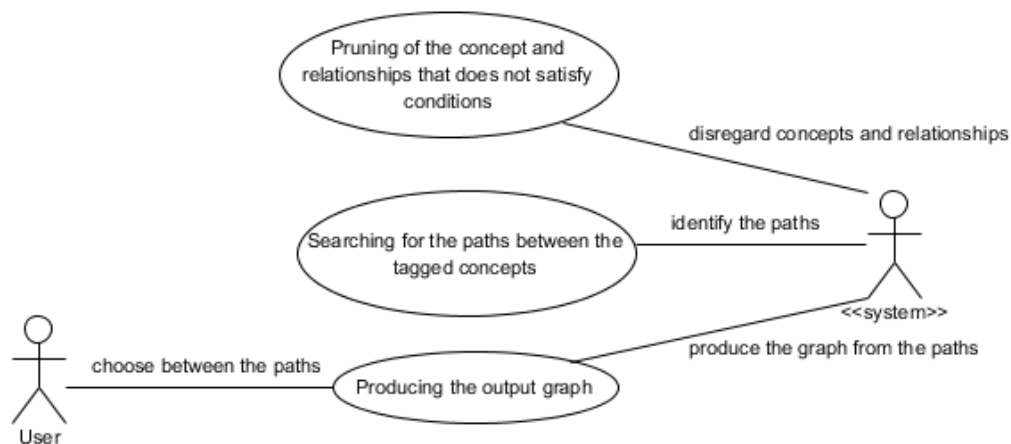 Pruning of the concept and
relationships that does not satisfy
conditions
disregard concepts and relationships
identify the paths
Searching for the paths between the
tagged concepts
<<system>>
produce the graph from the paths
choose between the paths
Producing the output graph
User